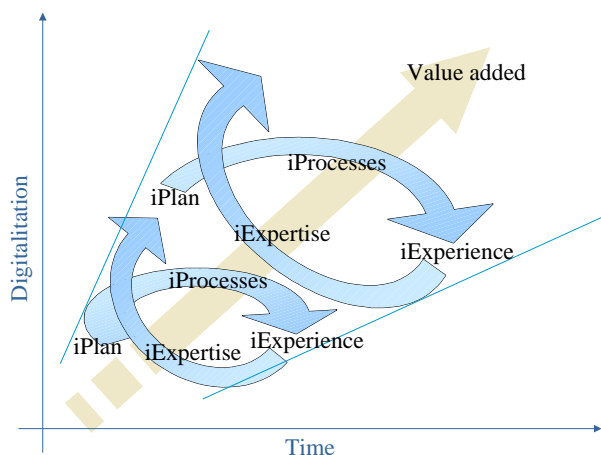 Value added
iProcesses
iPlan
iExpertise
iExperience
iProcesses
iExperience
iPlan
iExpertise
Digitalitation
Time